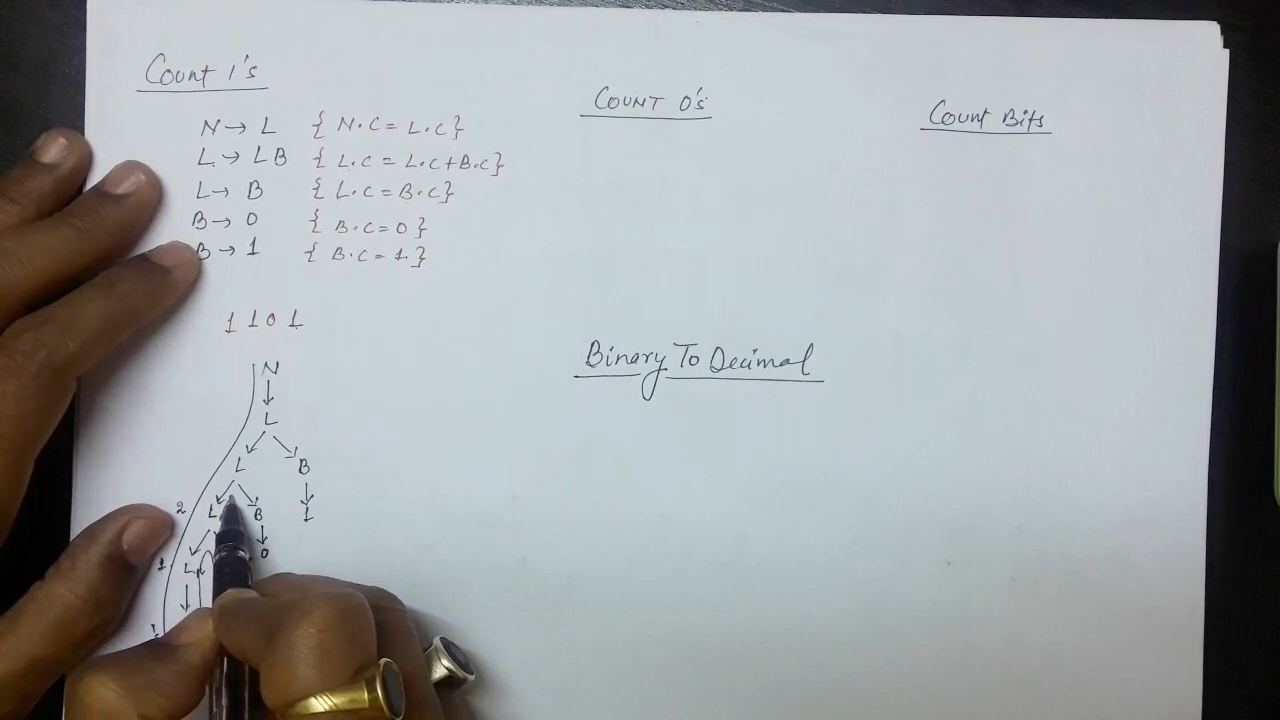 Count 1's
N → L { N.C = L.C }
L → L B { L.C = L.C + B.C }
L → B { L.C = B.C }
B → 0 { B.C = 0 }
B → 1 { B.C = 1 }
1 1 0 1
N
L
L B
2 L B 1
0
1 L
COUNT 0's
Binary To Decimal
Count Bits